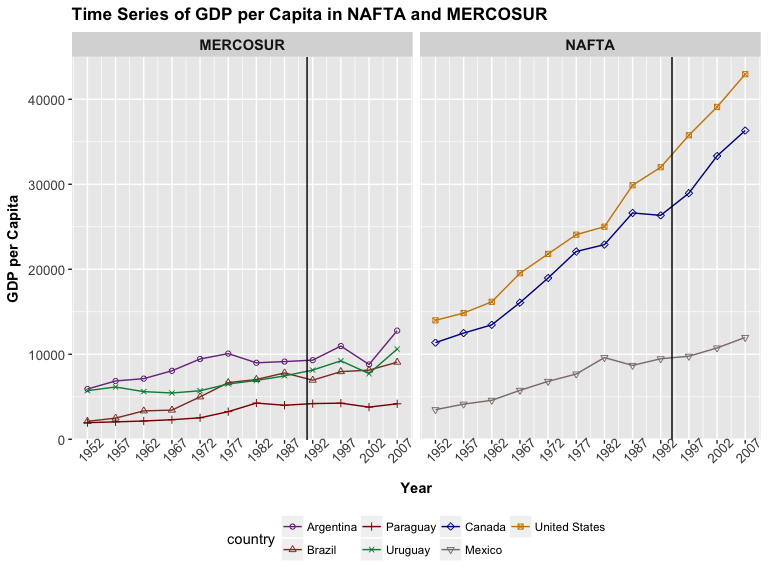 Time Series of GDP per Capita in NAFTA and MERCOSUR
MERCOSUR
NAFTA
40000
30000
20000
10000
0
GDP per Capita
1952 1957 1962 1967 1972 1977 1982 1987 1992 1997 2002 2007
1952 1957 1962 1967 1972 1977 1982 1987 1992 1997 2002 2007
Year
country
Argentina Paraguay Canada United States
Brazil Uruguay Mexico